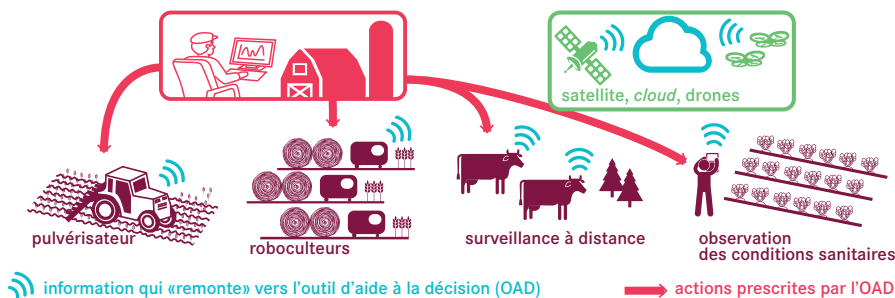 satellite, cloud, drones
pulvérisateur
roboculteurs
surveillance à distance
observation
des conditions sanitaires
information qui «remonte» vers l'outil d'aide à la décision (OAD)
actions prescrites par l'OAD